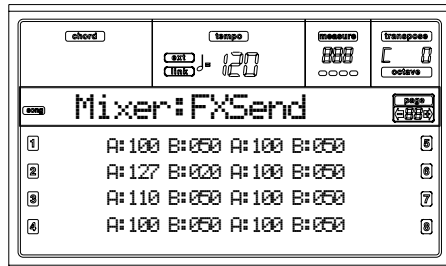 chord tempo measure transpose
ext ♩= 120 888 C 0
link octave
song Mixer:FXSend page
88
1 A:100 B:050 A:100 B:050 5
2 A:127 B:020 A:100 B:050 6
3 A:110 B:050 A:100 B:050 7
4 A:100 B:050 A:100 B:050 8